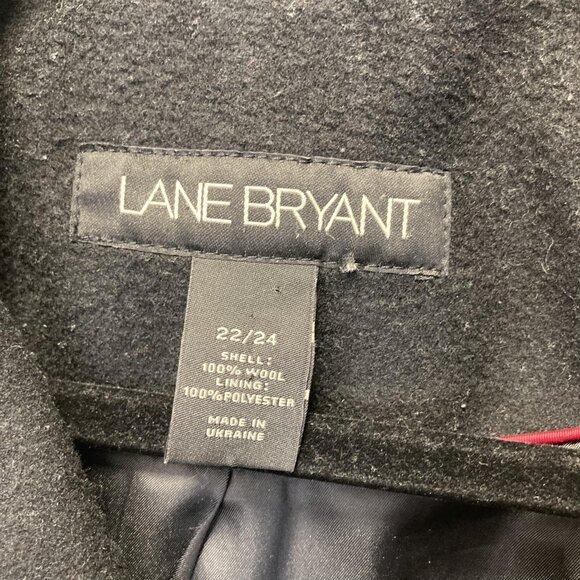 LANE BRYANT
22/24
SHELL:
100% WOOL
LINING:
100%POLYESTER
MADE IN
UKRAINE